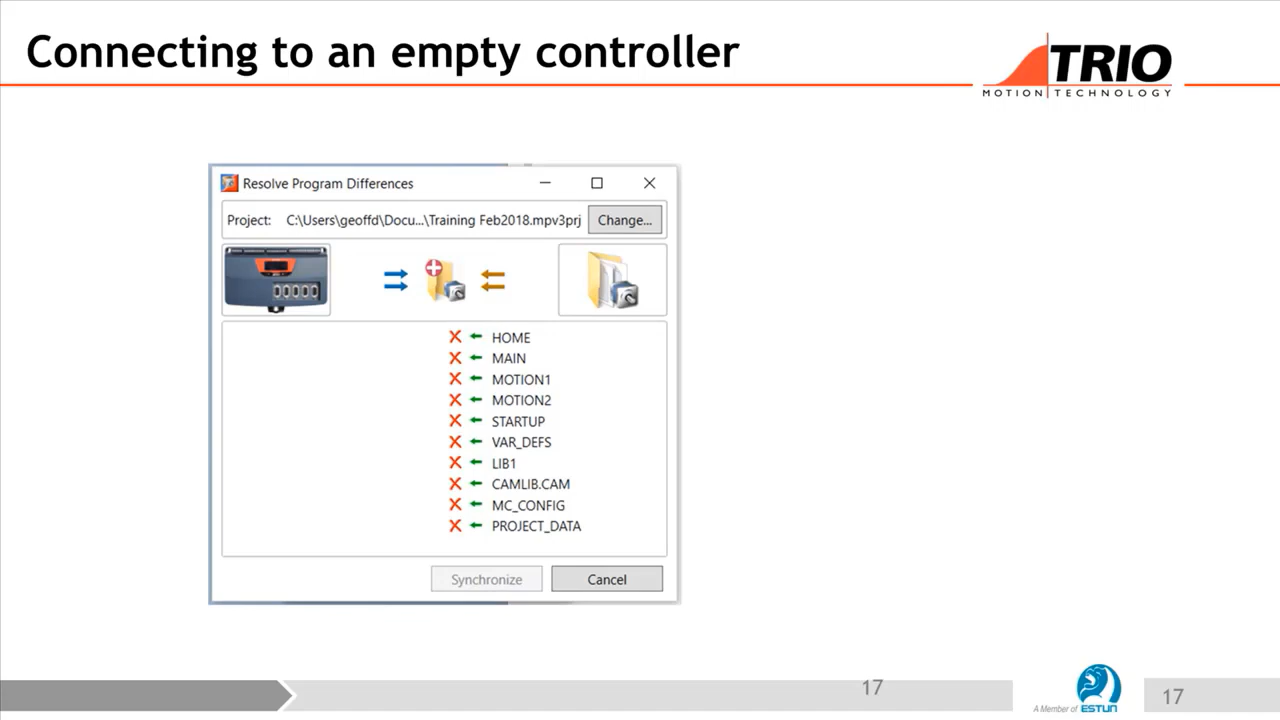 Connecting to an empty controller
TRIO
MOTION TECHNOLOGY
Resolve Program Differences
Project: C:\Users\geoffd\Docu...\Training Feb2018.mpv3prj Change...
HOME
MAIN
MOTION1
MOTION2
STARTUP
VAR_DEFS
LIB1
CAMLIB.CAM
MC_CONFIG
PROJECT_DATA
Synchronize Cancel
17
A Member of ESTUN
17